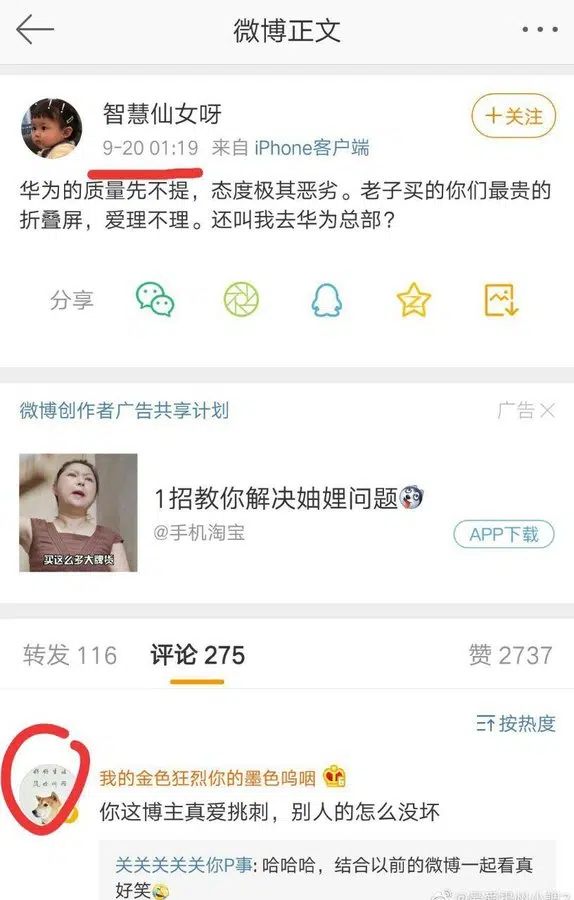 微博正文
智慧仙女呀
+关注
9-20 01:19 来自 iPhone客户端
华为的质量先不提，态度极其恶劣。老子买的你们最贵的
折叠屏，爱理不理。还叫我去华为总部？
分享
微博创作者广告共享计划
广告
1招教你解决妯娌问题
@手机淘宝
APP下载
买这么多大牌货
转发 116
评论 275
赞 2737
按热度
我的金色狂烈你的墨色呜咽
你这博主真爱挑刺，别人的怎么没坏
关关关关关你P事: 哈哈哈，结合以前的微博一起看真
好笑